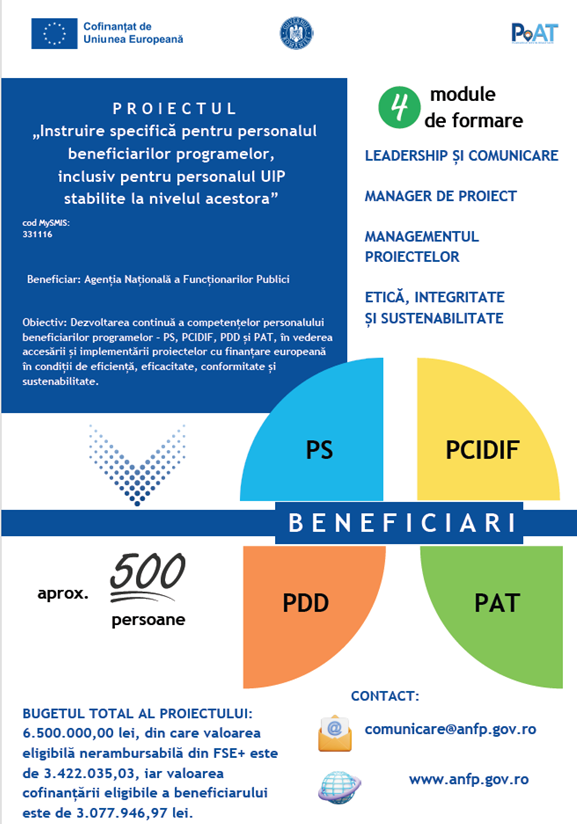 Cofinanțat de
Uniunea Europeană
GUVERNUL ROMÂNIEI
PoAT
PROIECTUL
„Instruire specifică pentru personalul
beneficiarilor programelor,
inclusiv pentru personalul UIP
stabilite la nivelul acestora”
cod MySMIS:
331116
Beneficiar: Agenția Națională a Funcționarilor Publici
Obiectiv: Dezvoltarea continuă a competențelor personalului
beneficiarilor programelor – PS, PCIDIF, PDD și PAT, în vederea
accesării și implementării proiectelor cu finanțare europeană
în condiții de eficiență, eficacitate, conformitate și
sustenabilitate.
4 module
de formare
LEADERSHIP ȘI COMUNICARE
MANAGER DE PROIECT
MANAGEMENTUL
PROIECTELOR
ETICĂ, INTEGRITATE
ȘI SUSTENABILITATE
PS
PCIDIF
BENEFICIARI
PDD
PAT
aprox. 500
persoane
BUGETUL TOTAL AL PROIECTULUI:
6.500.000,00 lei, din care valoarea
eligibilă nerambursabilă din FSE+ este
de 3.422.035,03, iar valoarea
cofinanțării eligibile a beneficiarului
este de 3.077.946,97 lei.
CONTACT:
comunicare@anfp.gov.ro
www.anfp.gov.ro